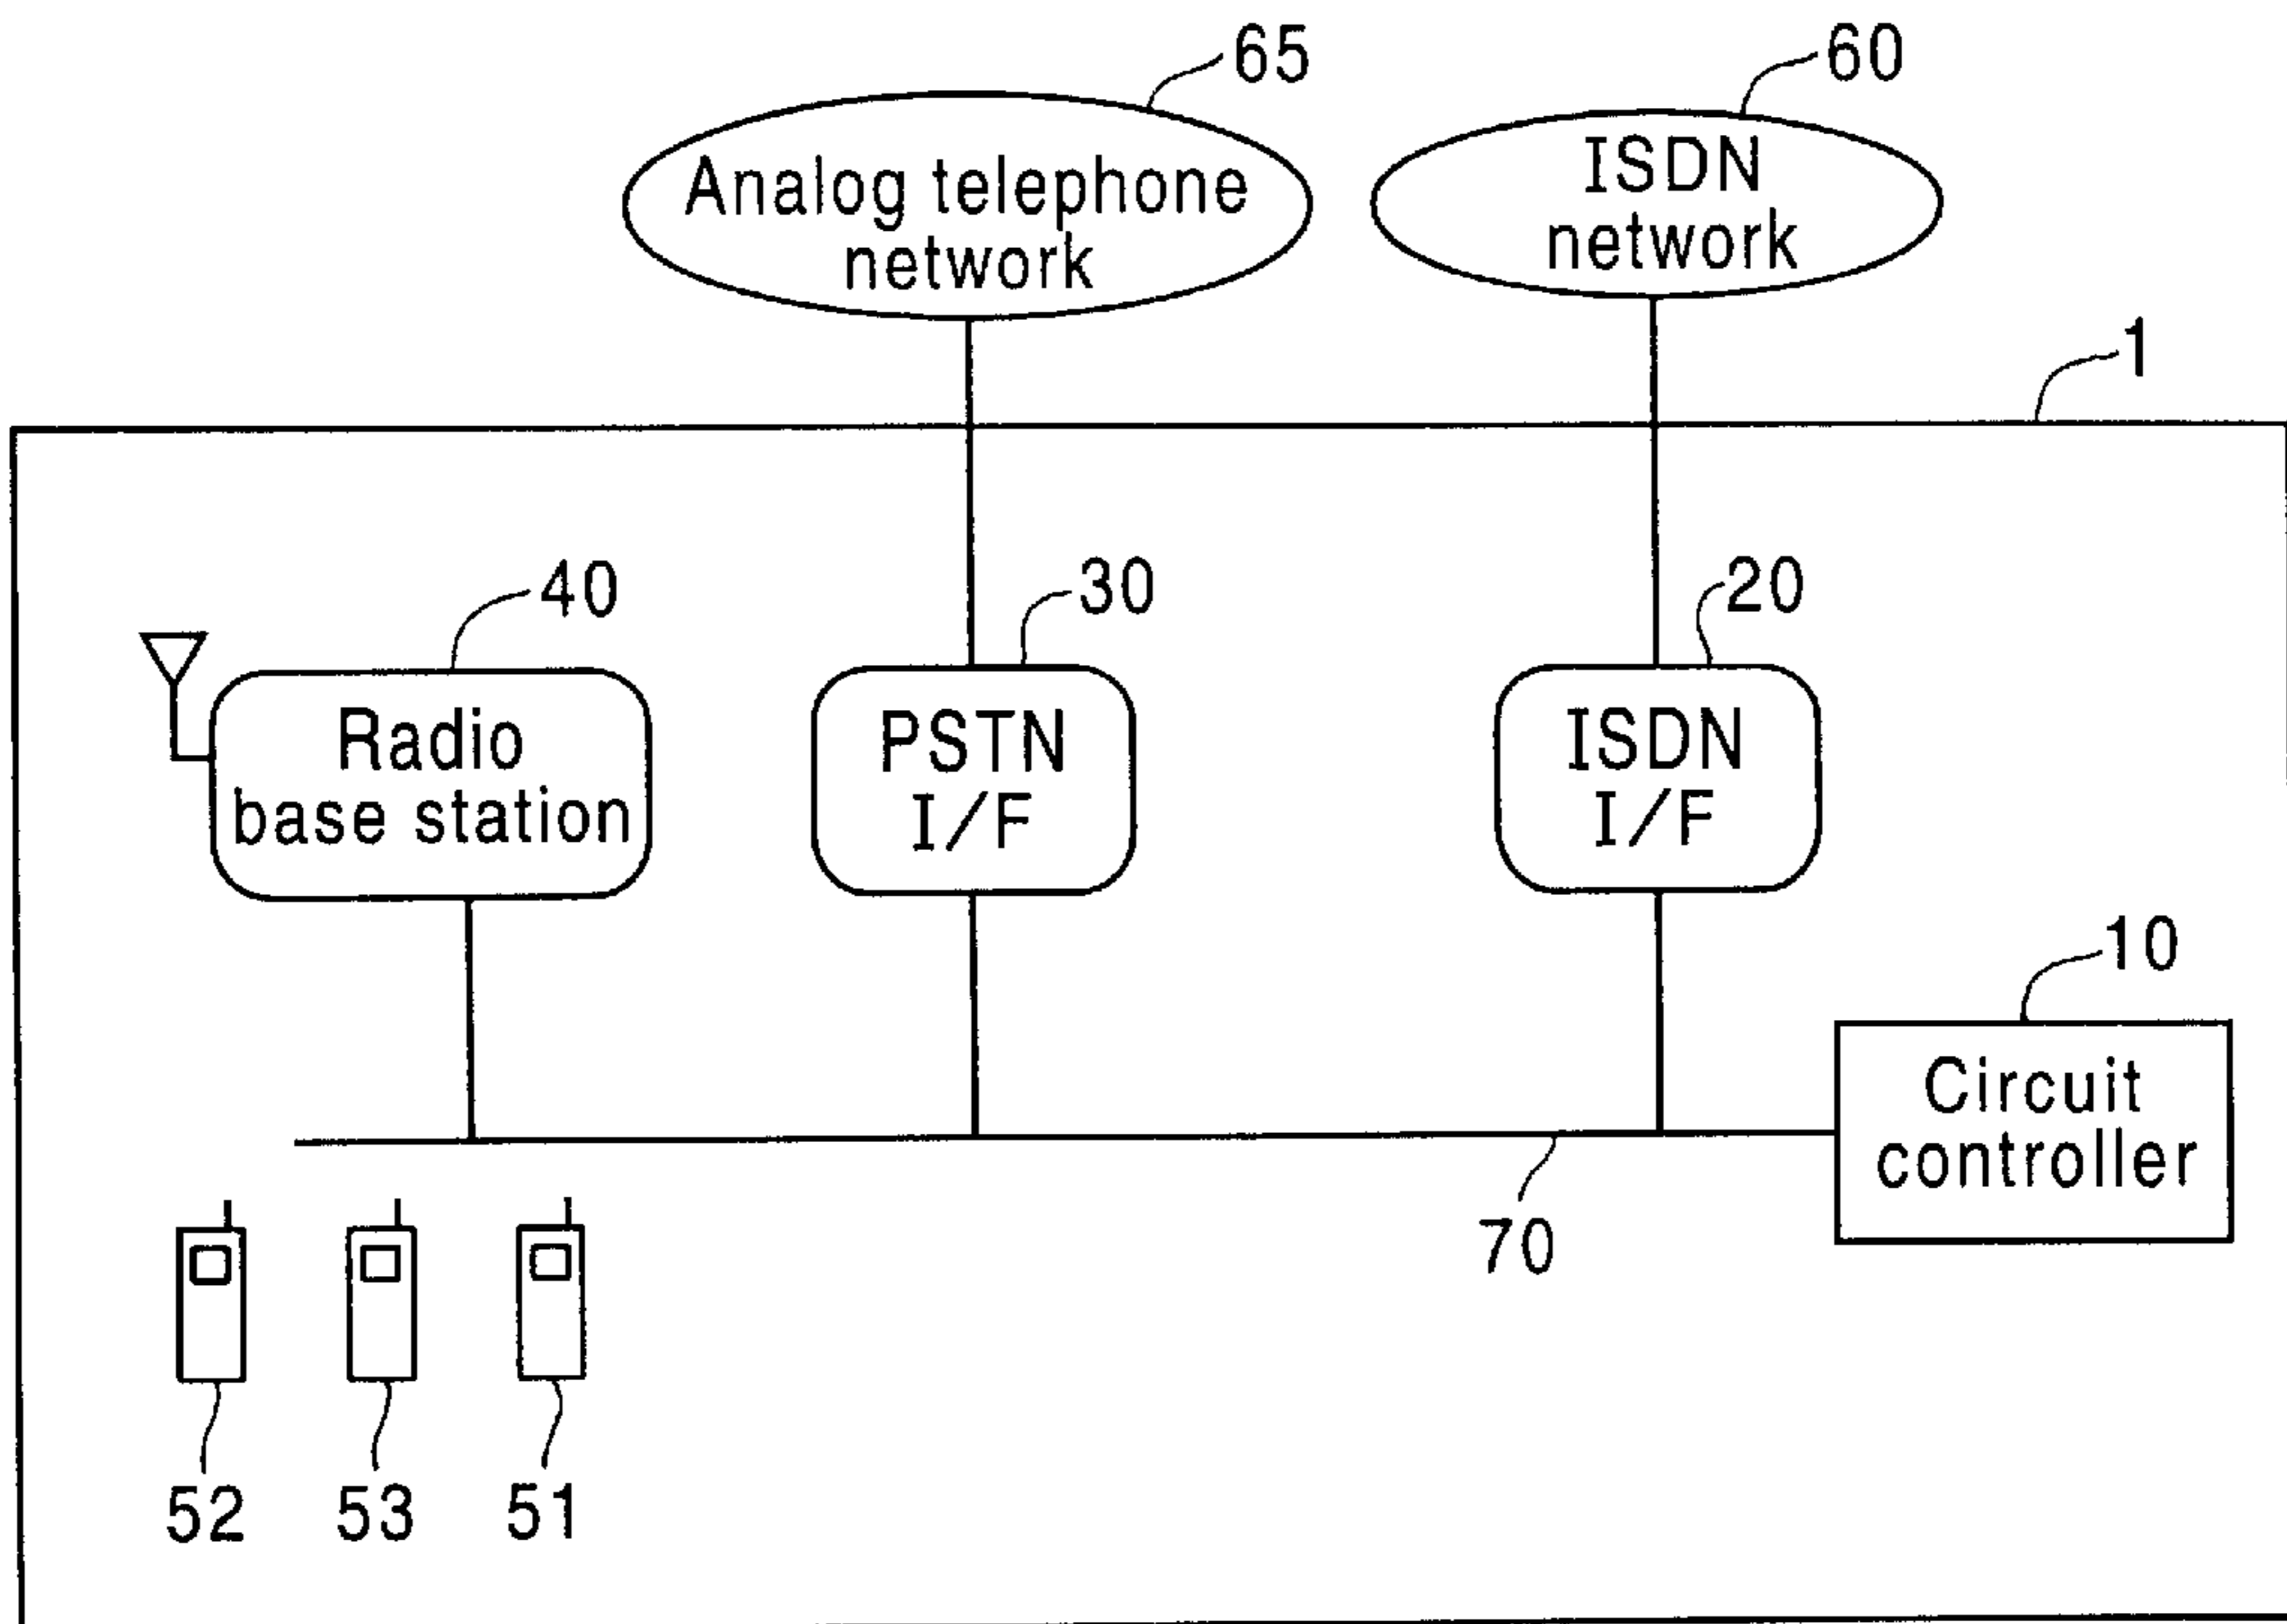 65
60
Analog telephone
network
ISDN
network
1
40
30
20
Radio
base station
PSTN
I/F
ISDN
I/F
10
Circuit
controller
70
52
53
51